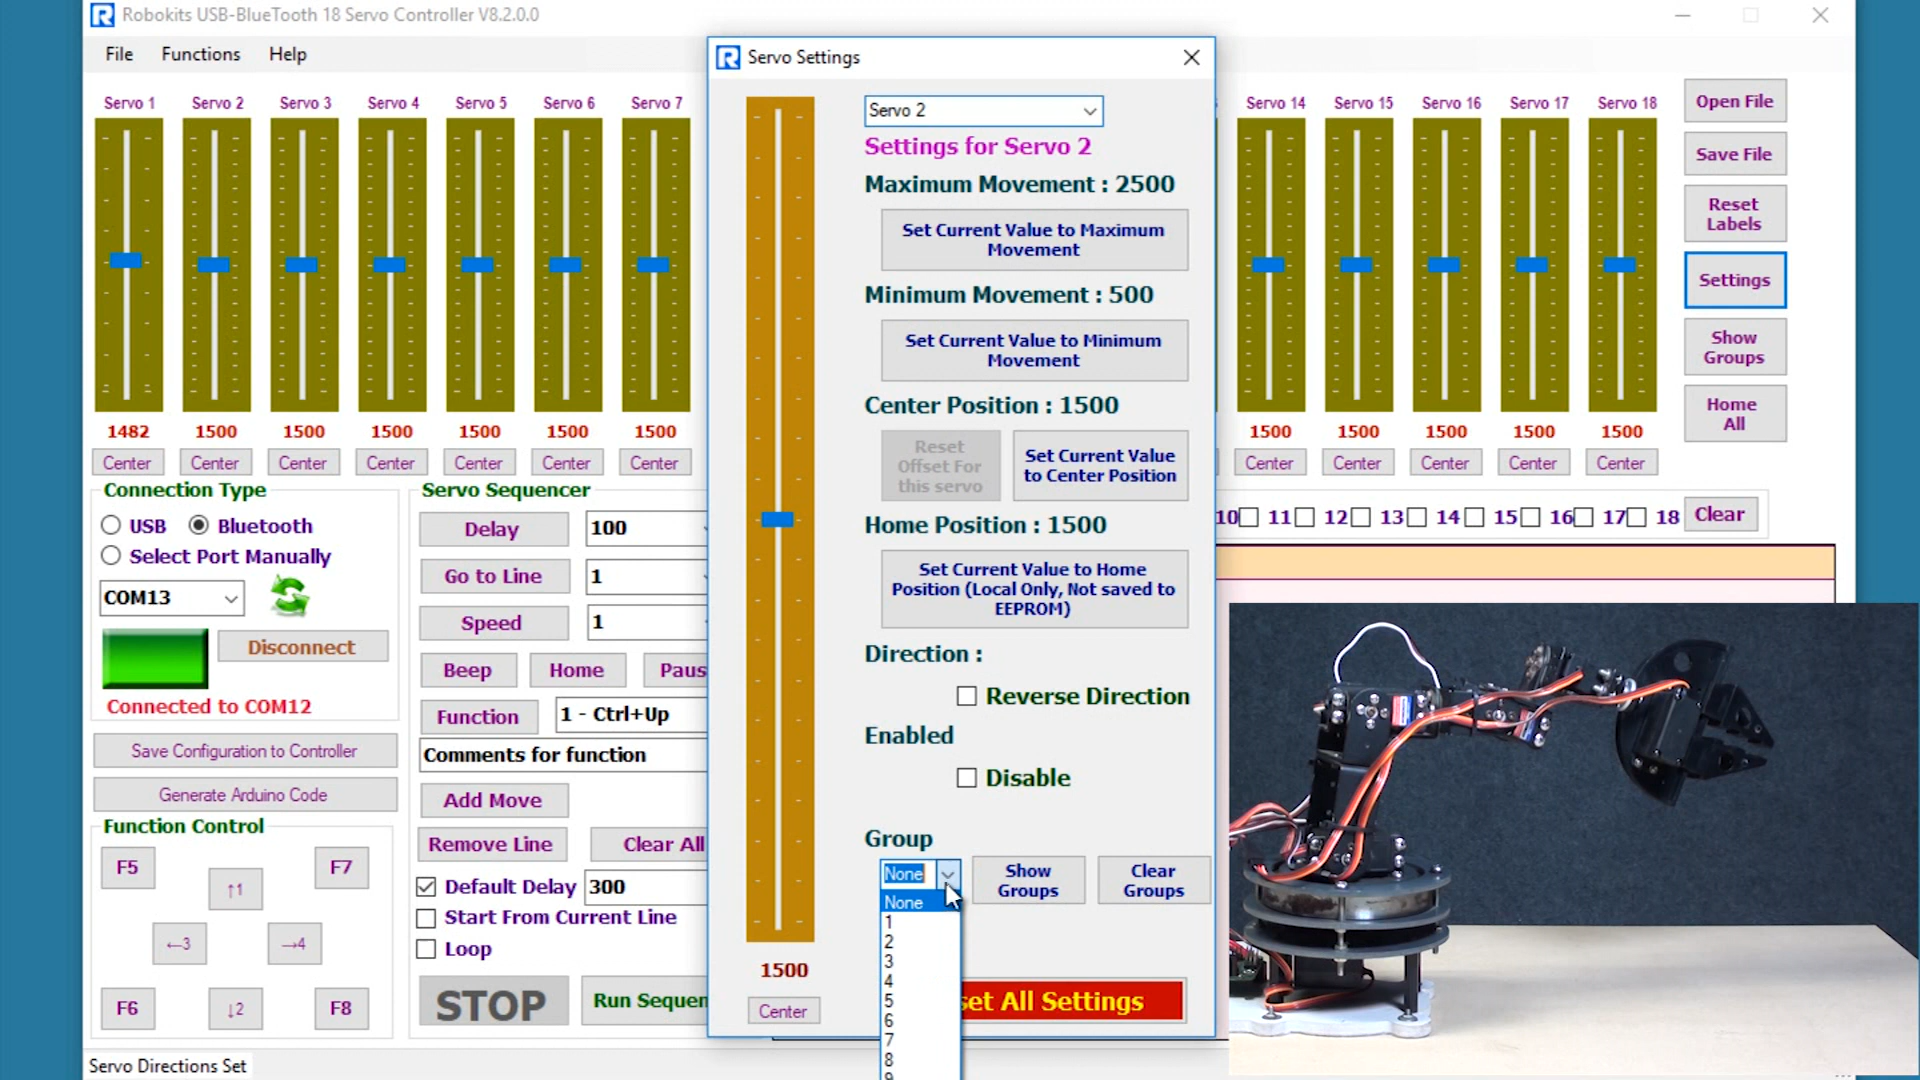 Robokits USB-BlueTooth 18 Servo Controller V8.2.0.0
File Functions Help
Servo 1 Servo 2 Servo 3 Servo 4 Servo 5 Servo 6 Servo 7
Servo 14 Servo 15 Servo 16 Servo 17 Servo 18
1482 1500 1500 1500 1500 1500 1500
1500 1500 1500 1500 1500
Center Center Center Center Center Center Center
Center Center Center Center Center
Open File
Save File
Reset
Labels
Settings
Show
Groups
Home
All
Connection Type
USB Bluetooth
Select Port Manually
COM13
Disconnect
Connected to COM12
Save Configuration to Controller
Generate Arduino Code
Function Control
F5 ↑1 F7
←3 →4
F6 ↓2 F8
Servo Directions Set
Servo Sequencer
Delay 100
Go to Line 1
Speed 1
Beep Home Paus
Function 1 - Ctrl+Up
Comments for function
Add Move
Remove Line Clear All
Default Delay 300
Start From Current Line
Loop
STOP Run Sequen
Servo Settings
Servo 2
Settings for Servo 2
Maximum Movement : 2500
Set Current Value to Maximum
Movement
Minimum Movement : 500
Set Current Value to Minimum
Movement
Center Position : 1500
Reset
Offset For
this servo
Set Current Value
to Center Position
Home Position : 1500
Set Current Value to Home
Position (Local Only, Not saved to
EEPROM)
Direction :
Reverse Direction
Enabled
Disable
Group
None
Show
Groups
Clear
Groups
None
1
2
3
4
5
6
7
8
9
set All Settings
1500
Center
10 11 12 13 14 15 16 17 18 Clear